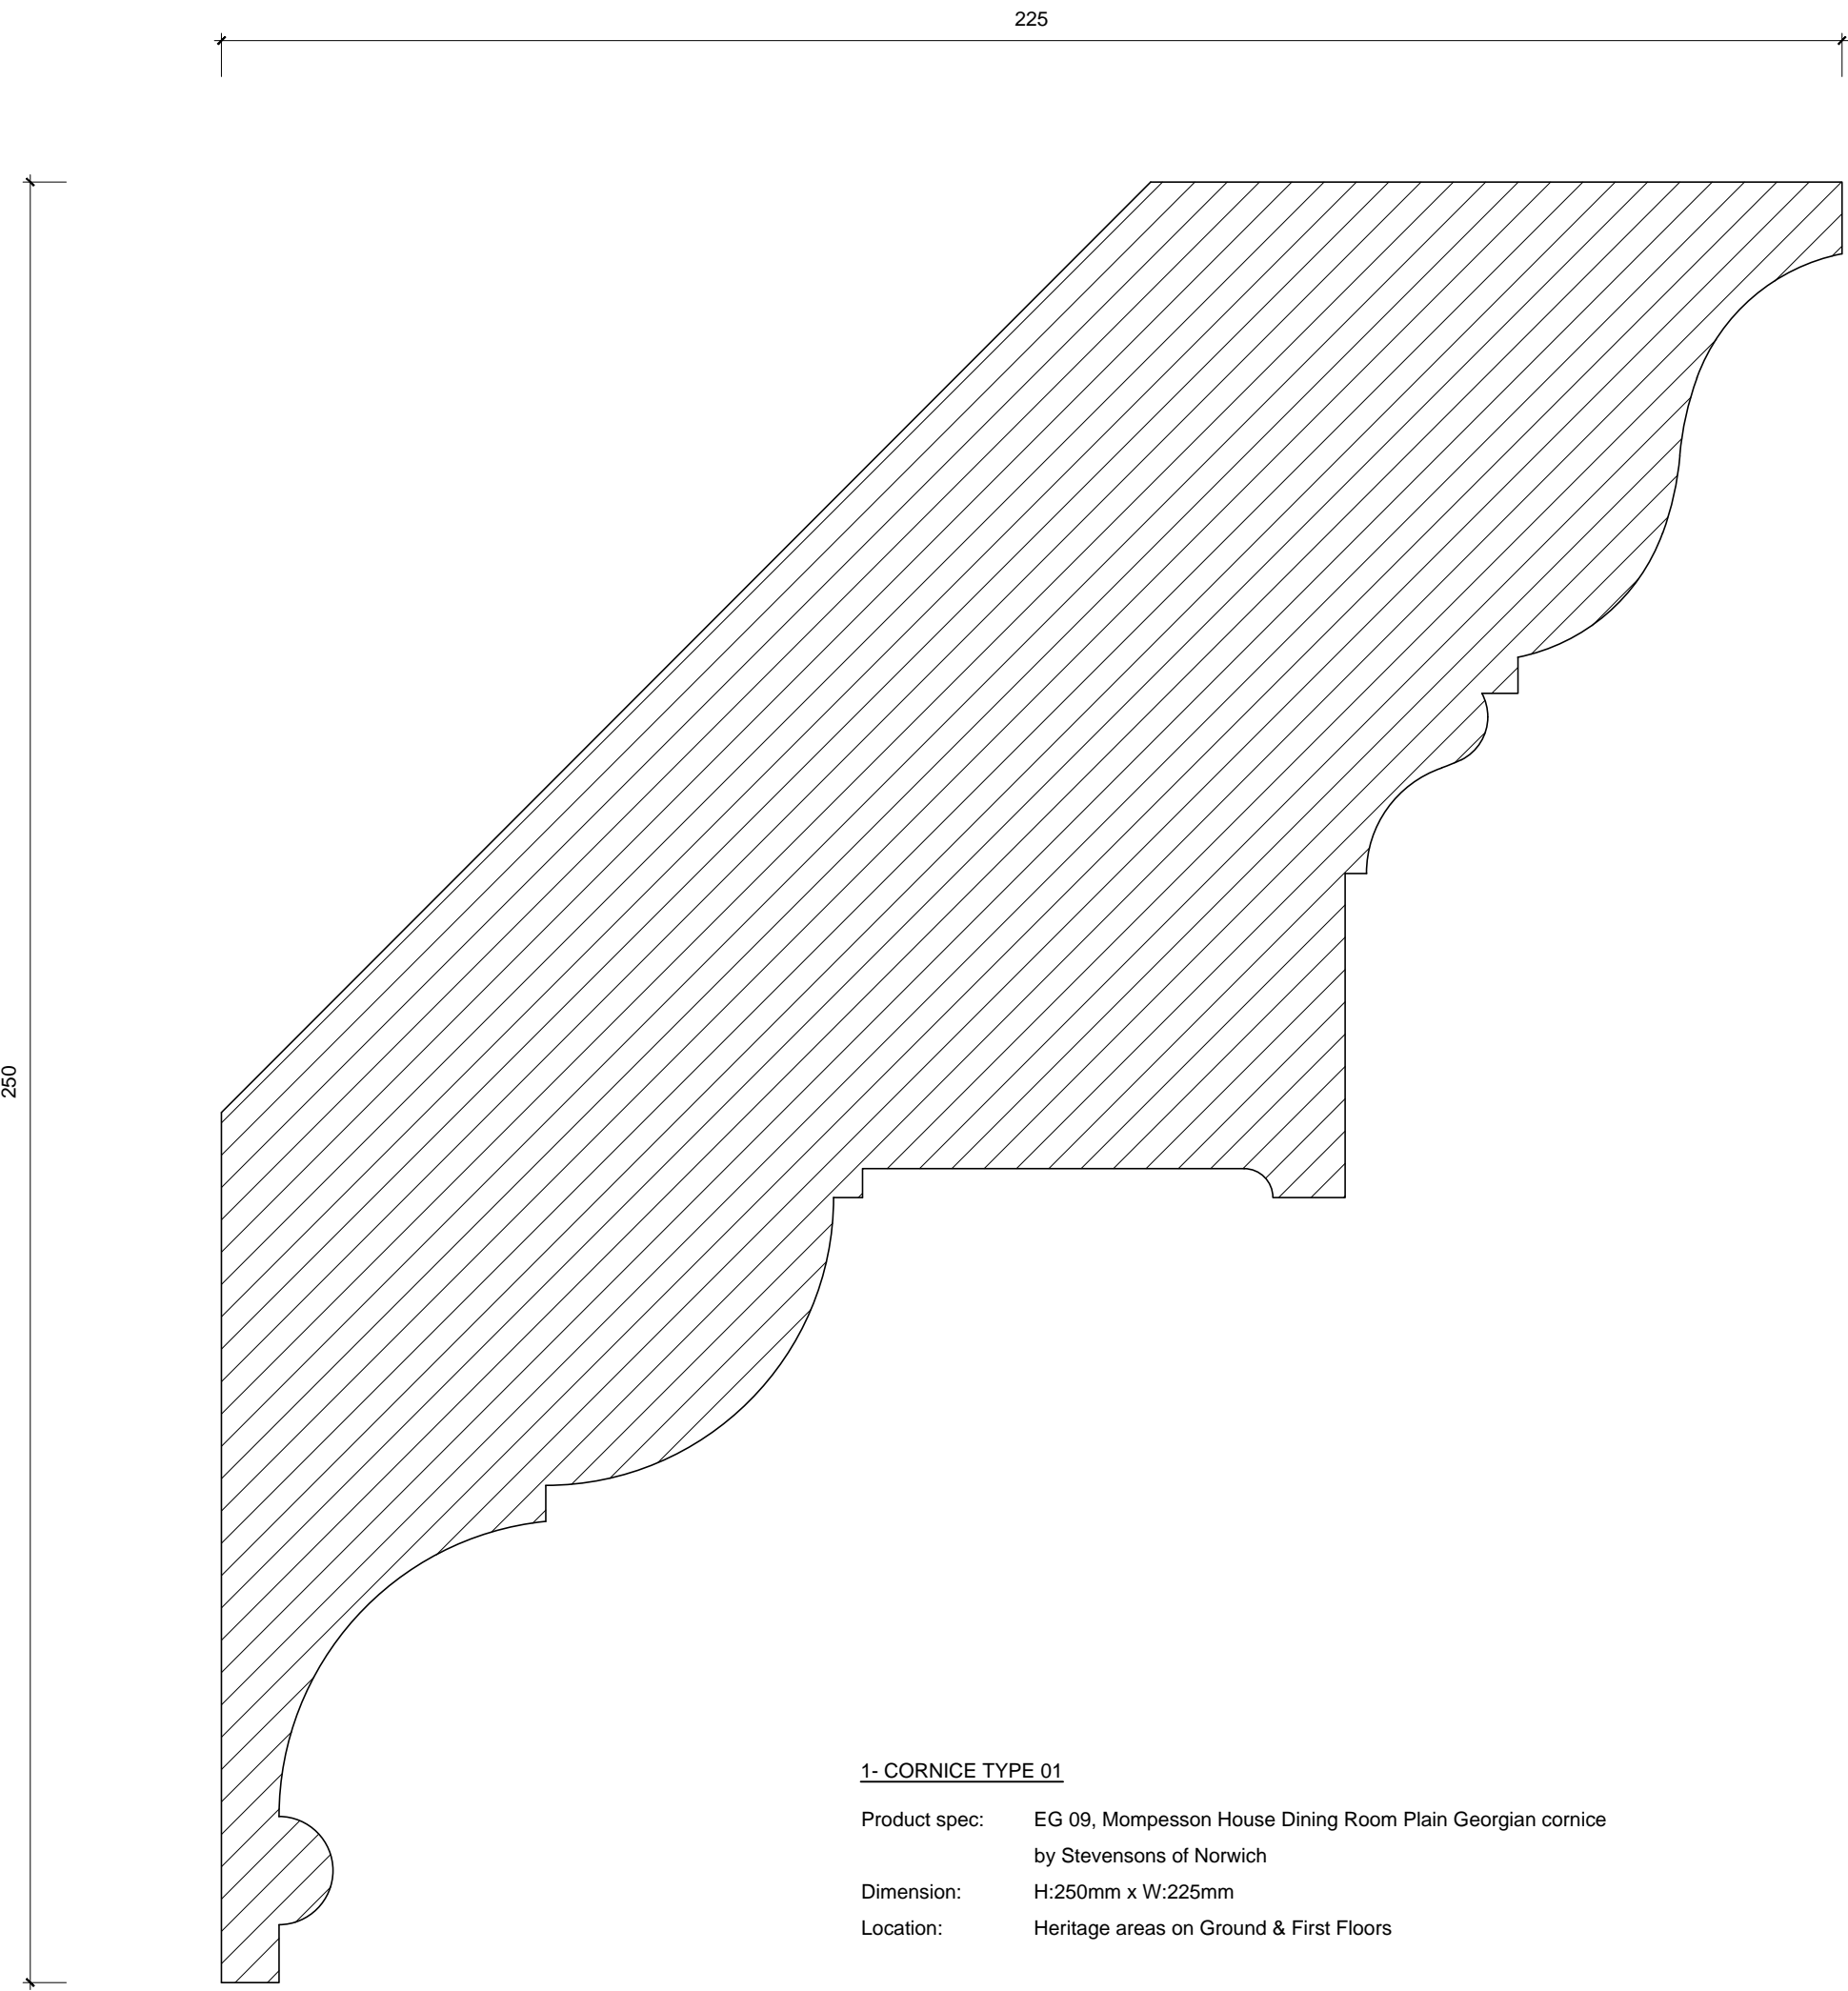 225
250
1- CORNICE TYPE 01
Product spec: EG 09, Mompesson House Dining Room Plain Georgian cornice
by Stevensons of Norwich
Dimension: H:250mm x W:225mm
Location: Heritage areas on Ground & First Floors